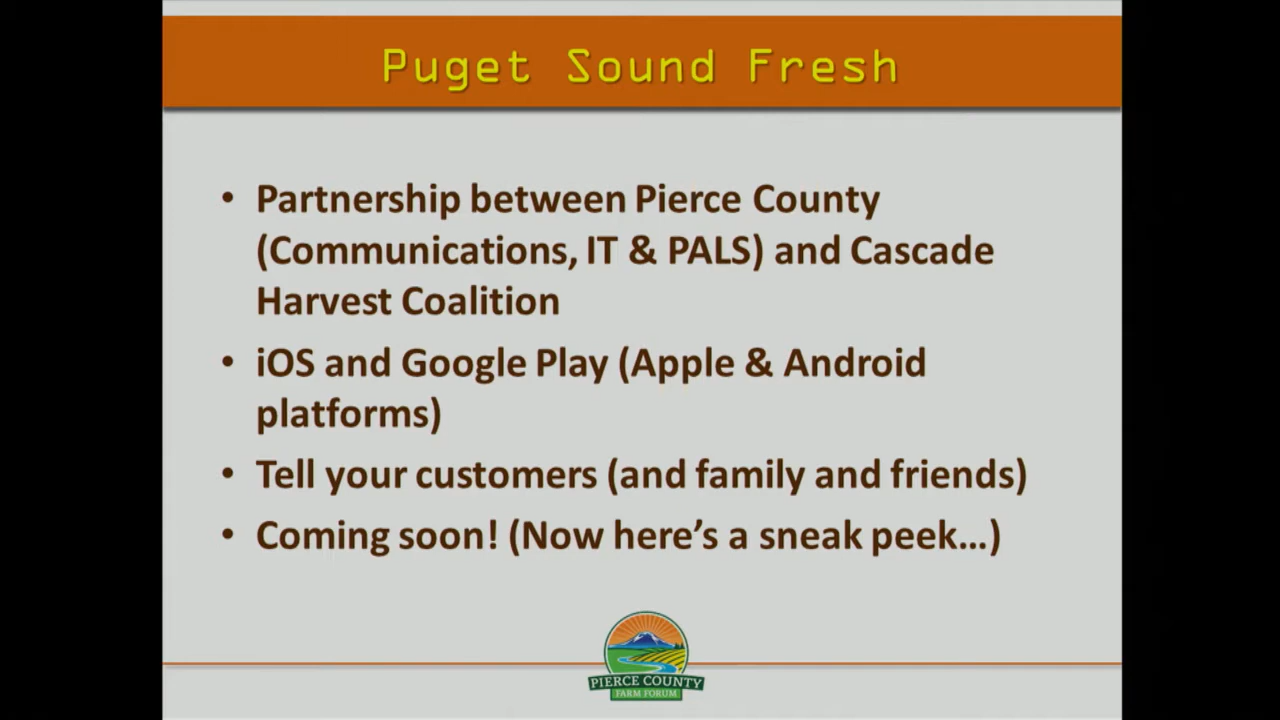 Puget Sound Fresh
• Partnership between Pierce County
(Communications, IT & PALS) and Cascade
Harvest Coalition
• iOS and Google Play (Apple & Android
platforms)
• Tell your customers (and family and friends)
• Coming soon! (Now here’s a sneak peek…)
PIERCE COUNTY
FARM FORUM